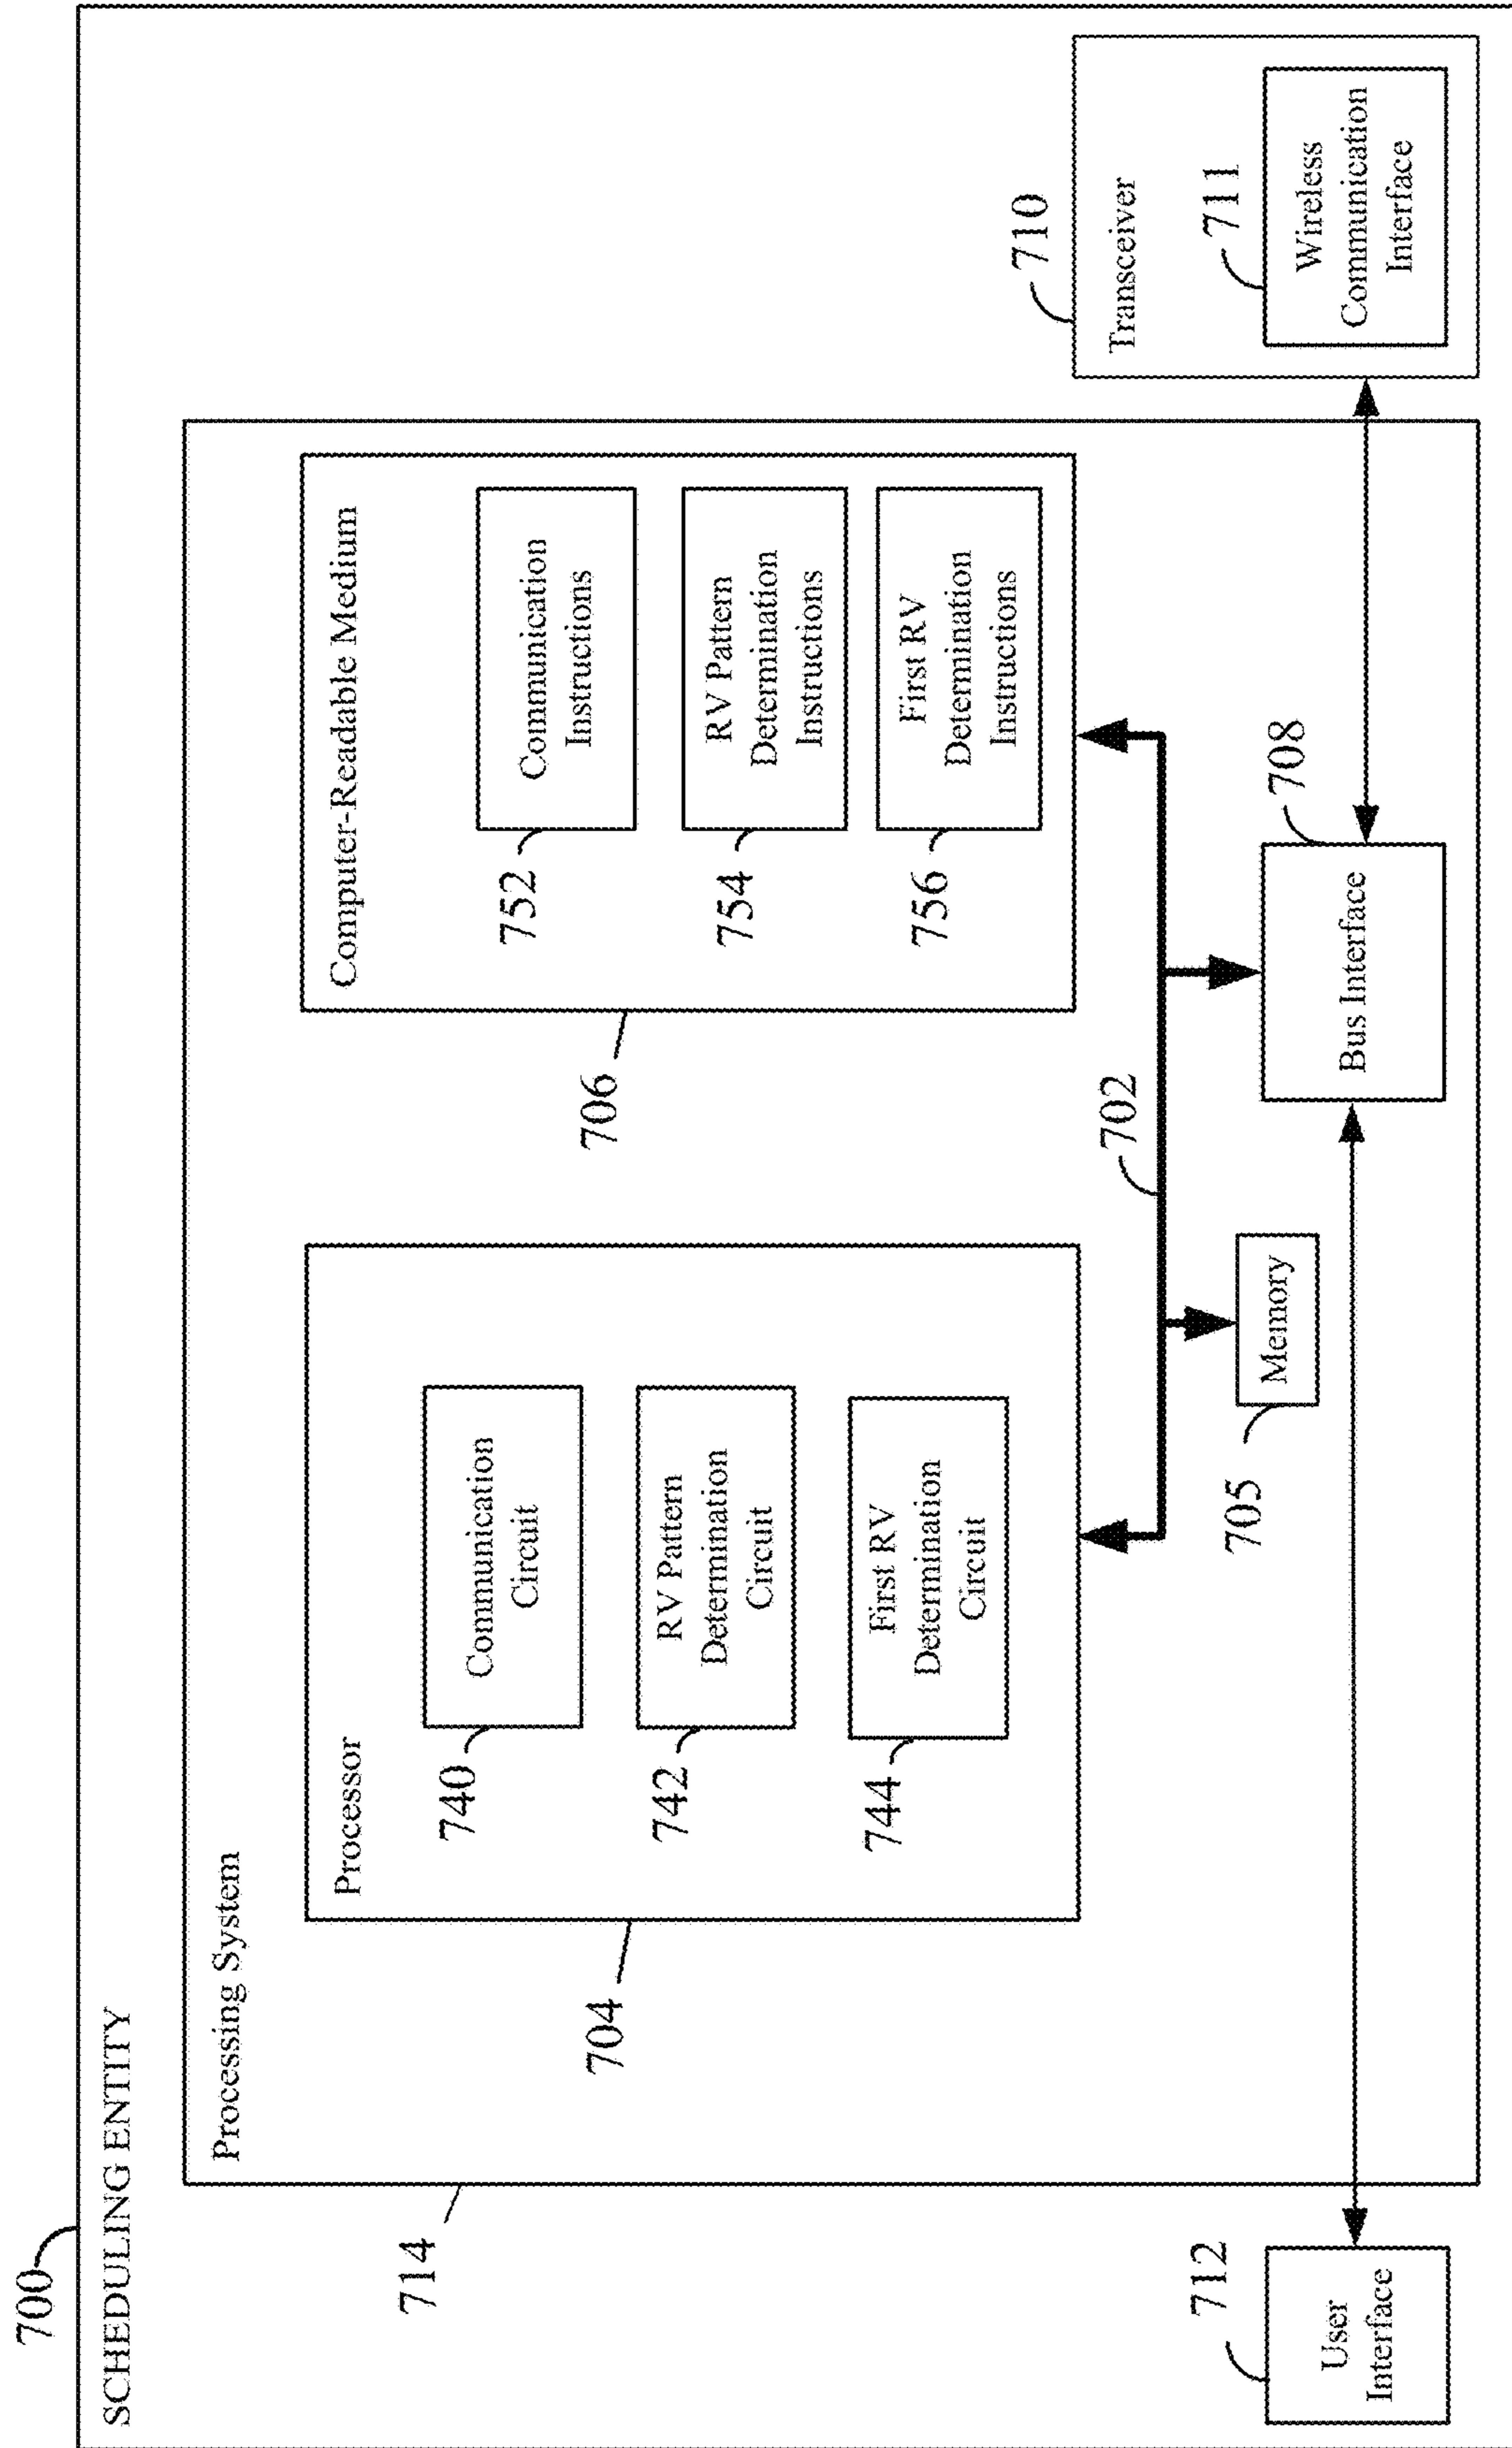 700
SCHEDULING ENTITY
714
Processing System
704
Processor
740
Communication
Circuit
742
RV Pattern
Determination
Circuit
744
First RV
Determination
Circuit
706
Computer-Readable Medium
752
Communication
Instructions
754
RV Pattern
Determination
Instructions
756
First RV
Determination
Instructions
702
705
Memory
708
Bus Interface
710
Transceiver
711
Wireless
Communication
Interface
712
User
Interface